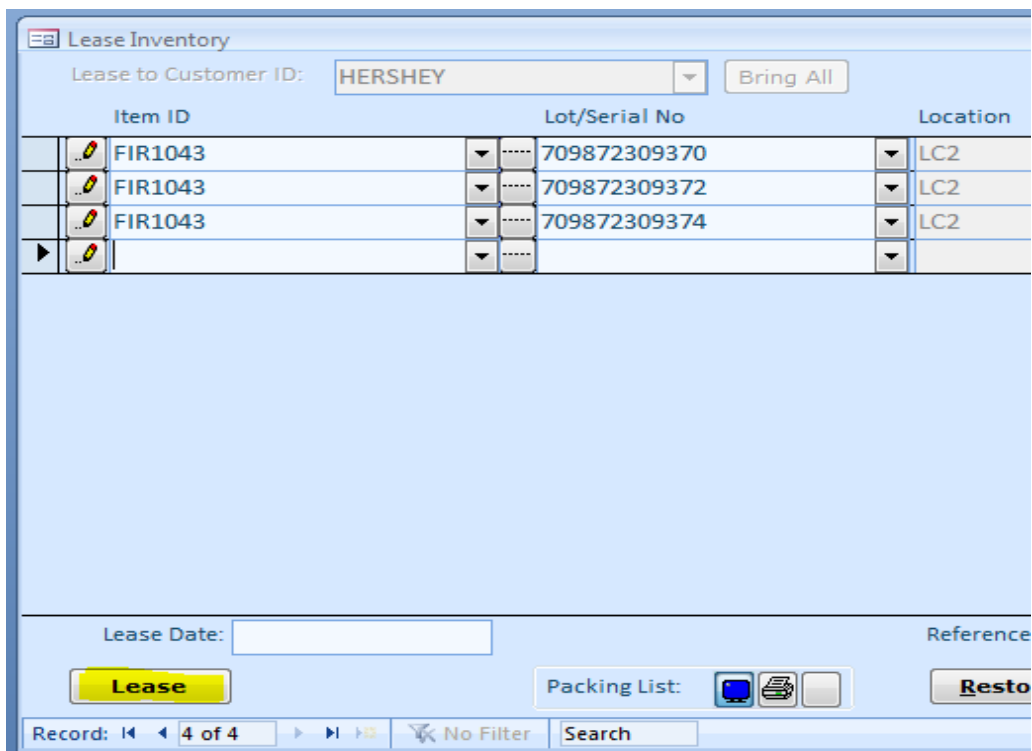 Lease Inventory
Lease to Customer ID: HERSHEY Bring All
Item ID Lot/Serial No Location
FIR1043 709872309370 LC2
FIR1043 709872309372 LC2
FIR1043 709872309374 LC2
Lease Date: Reference
Lease Packing List: Resto
Record: 4 of 4 No Filter Search